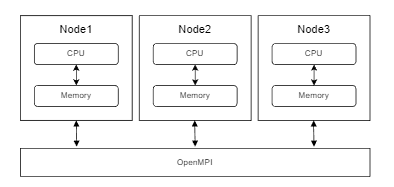 Node1 Node2 Node3
CPU CPU CPU
Memory Memory Memory
OpenMPI